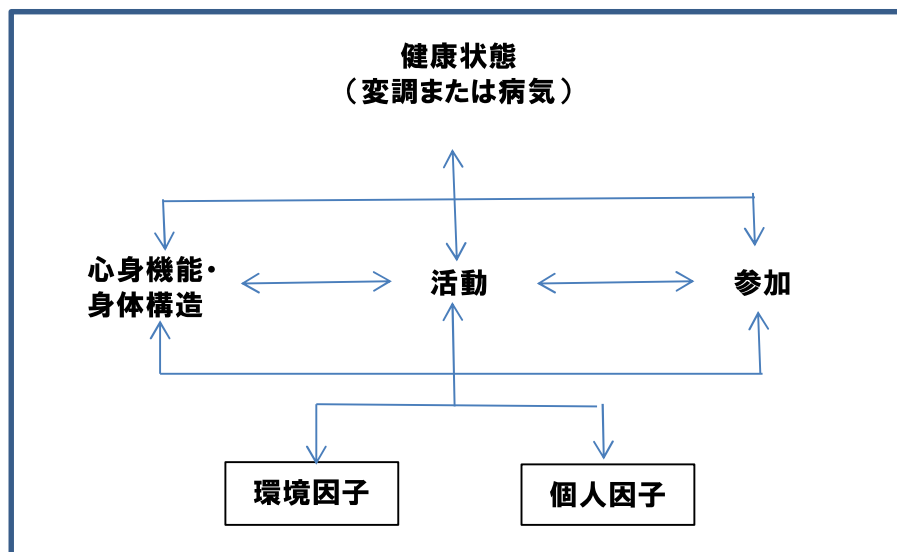 健康状態
（変調または病気）
心身機能・
身体構造
活動
参加
環境因子
個人因子